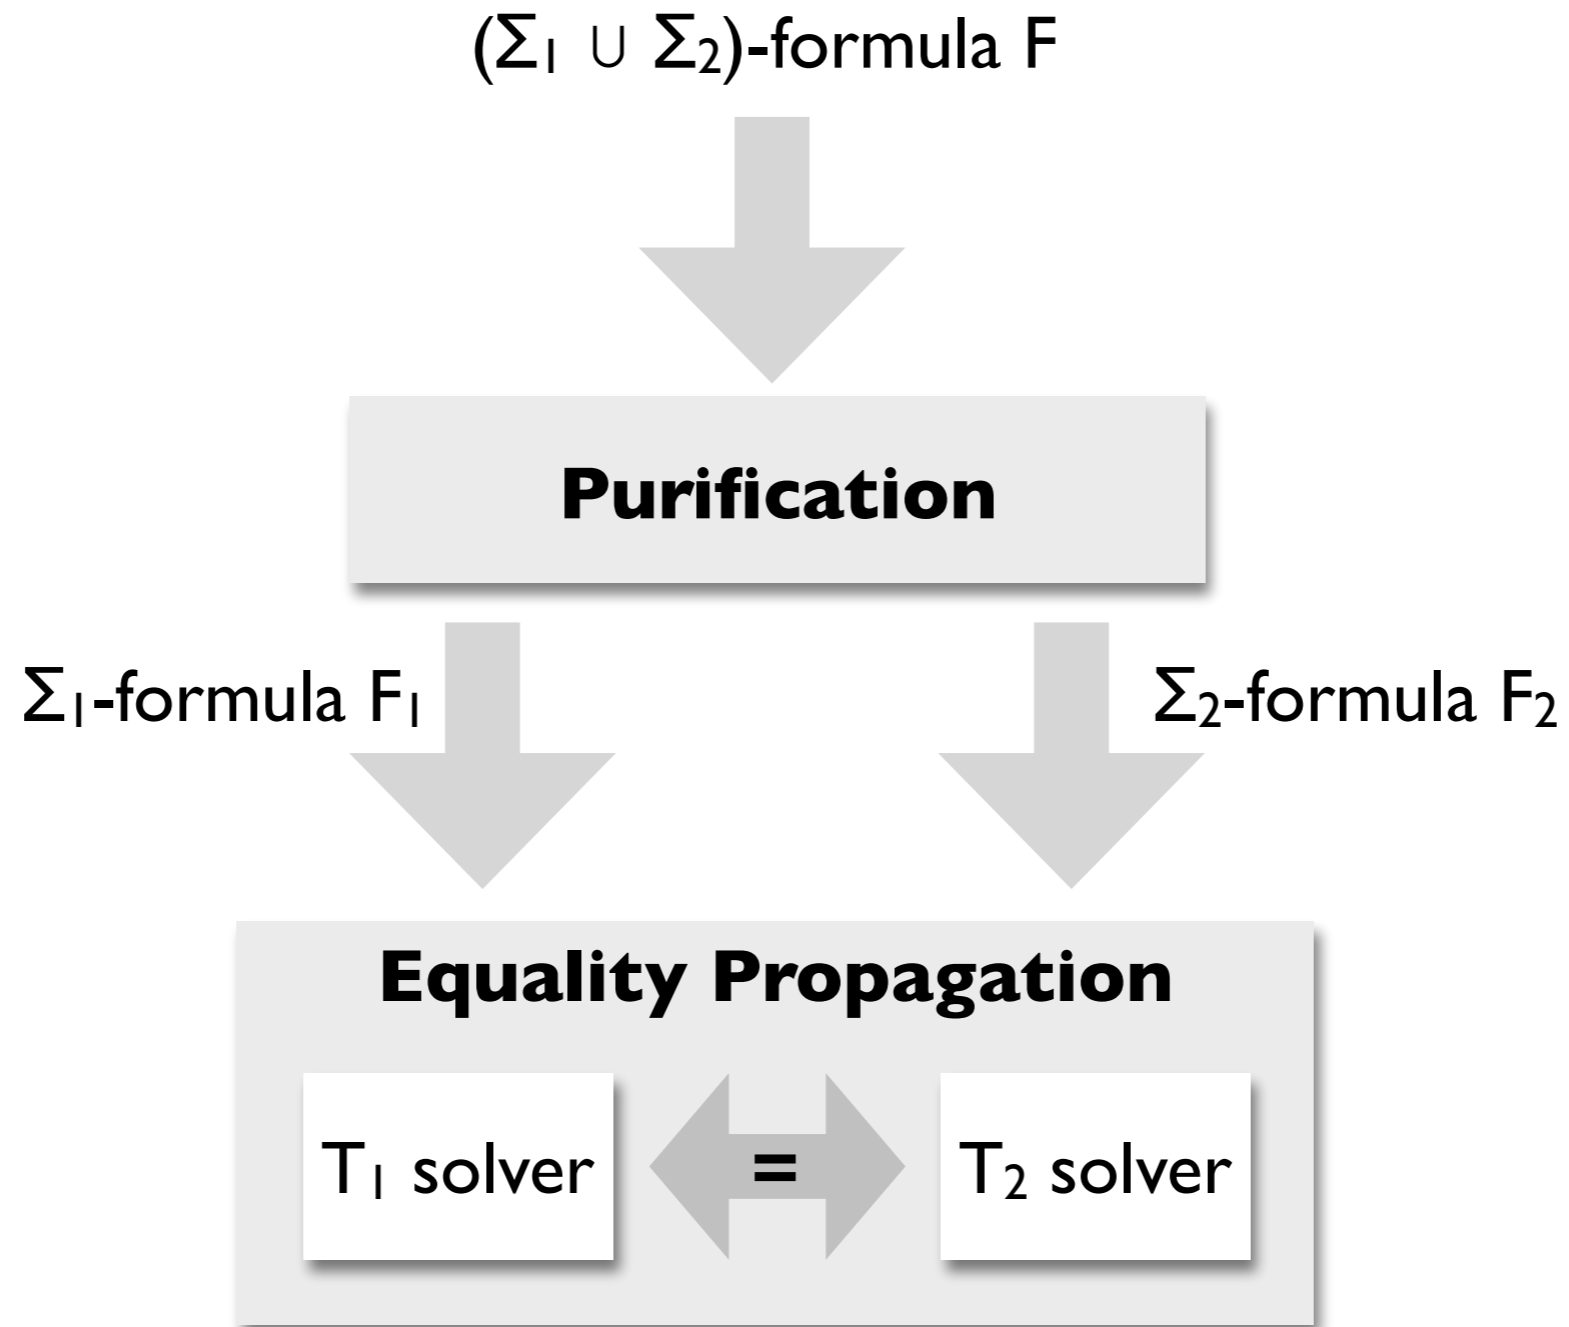 (Σ₁ ∪ Σ₂)-formula F
Purification
Σ₁-formula F₁
Σ₂-formula F₂
Equality Propagation
T₁ solver
=
T₂ solver